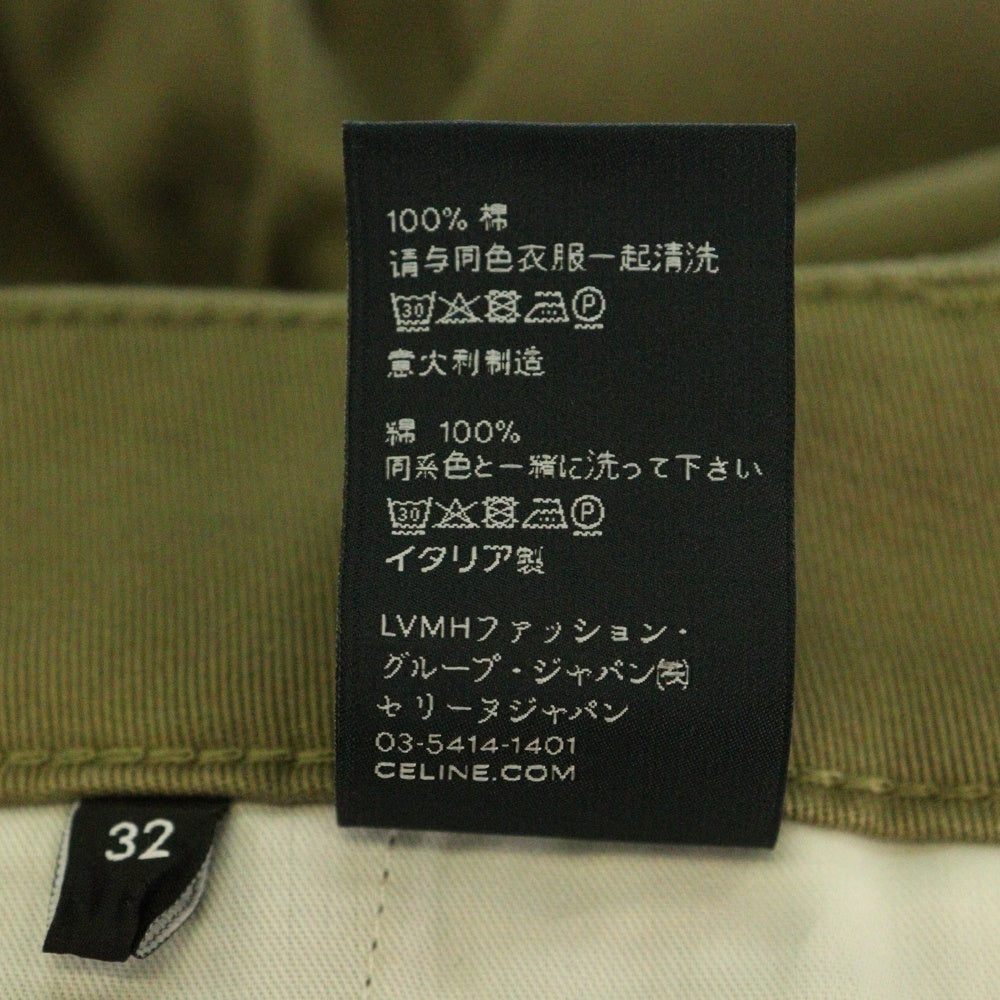 100% 棉
请与同色衣服一起清洗
30 P
意大利制造
綿 100%
同系色と一緒に洗って下さい
30 P
イタリア製
LVMHファッション・
グループ・ジャパン㈱
セリーヌジャパン
03-5414-1401
CELINE.COM
32